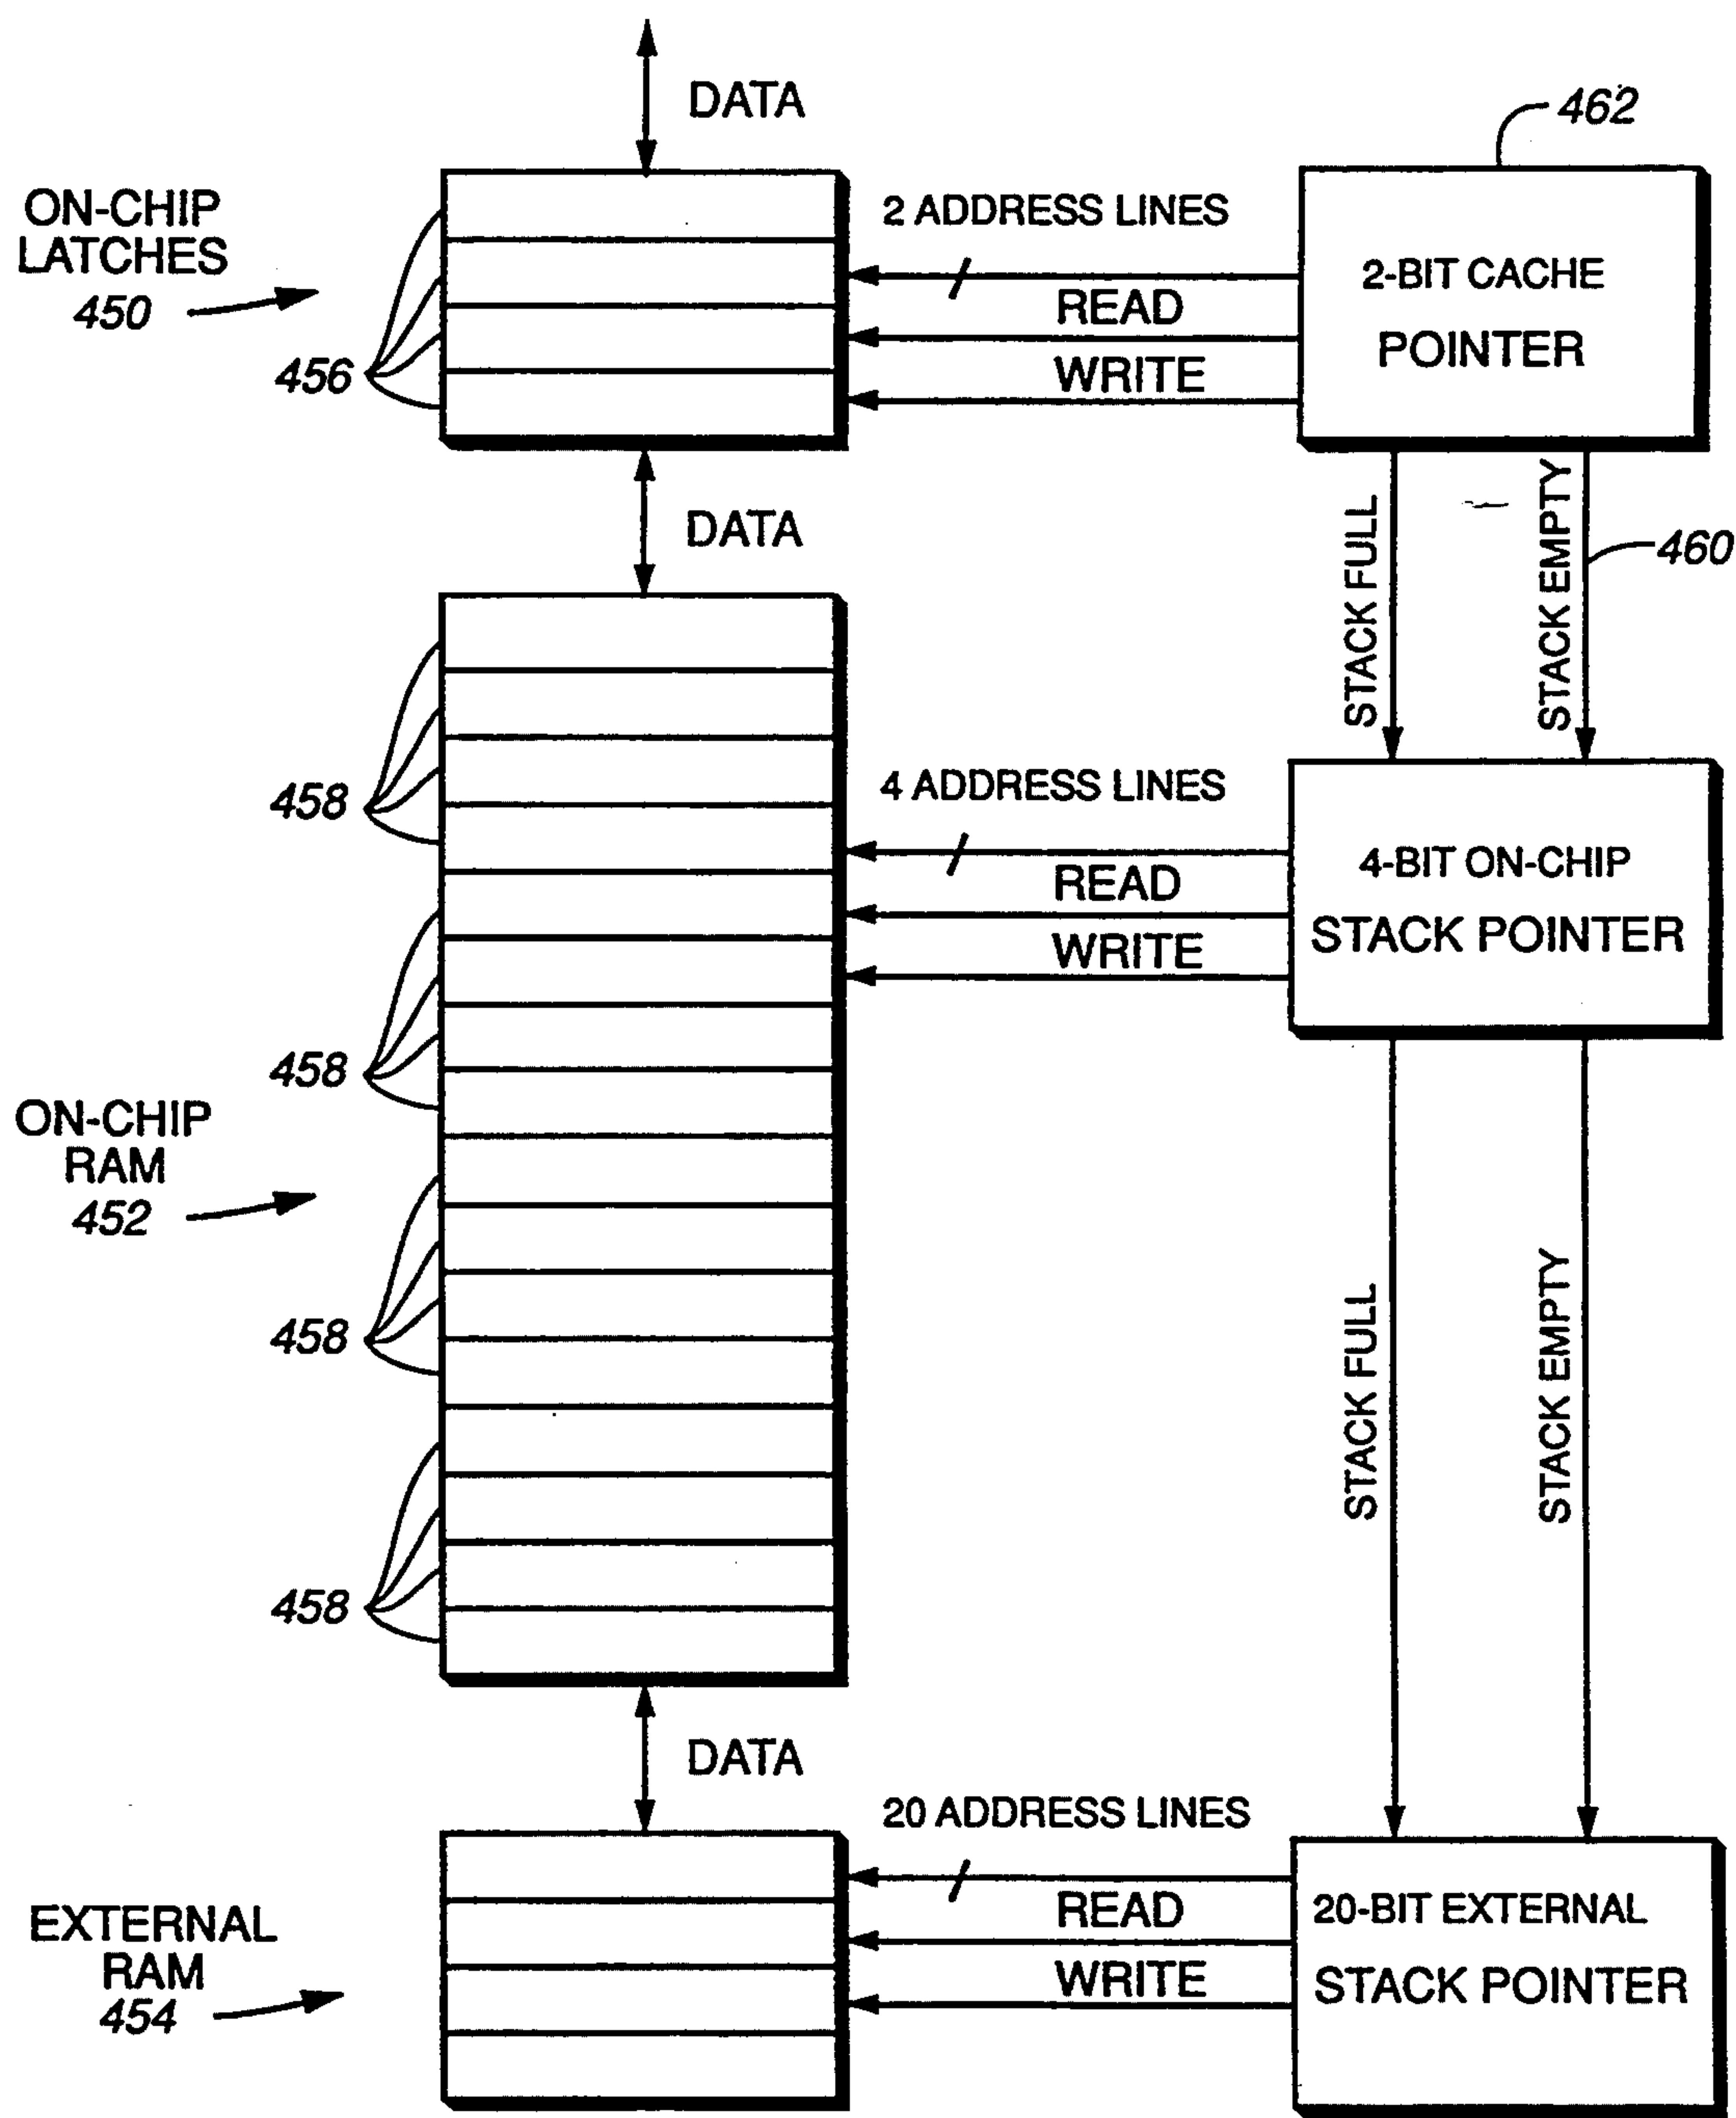 DATA
462
ON-CHIP
LATCHES
450
456
2 ADDRESS LINES
READ
WRITE
2-BIT CACHE
POINTER
DATA
STACK FULL
STACK EMPTY
460
458
4 ADDRESS LINES
READ
WRITE
4-BIT ON-CHIP
STACK POINTER
458
ON-CHIP
RAM
452
458
458
STACK FULL
STACK EMPTY
DATA
20 ADDRESS LINES
READ
WRITE
20-BIT EXTERNAL
STACK POINTER
EXTERNAL
RAM
454